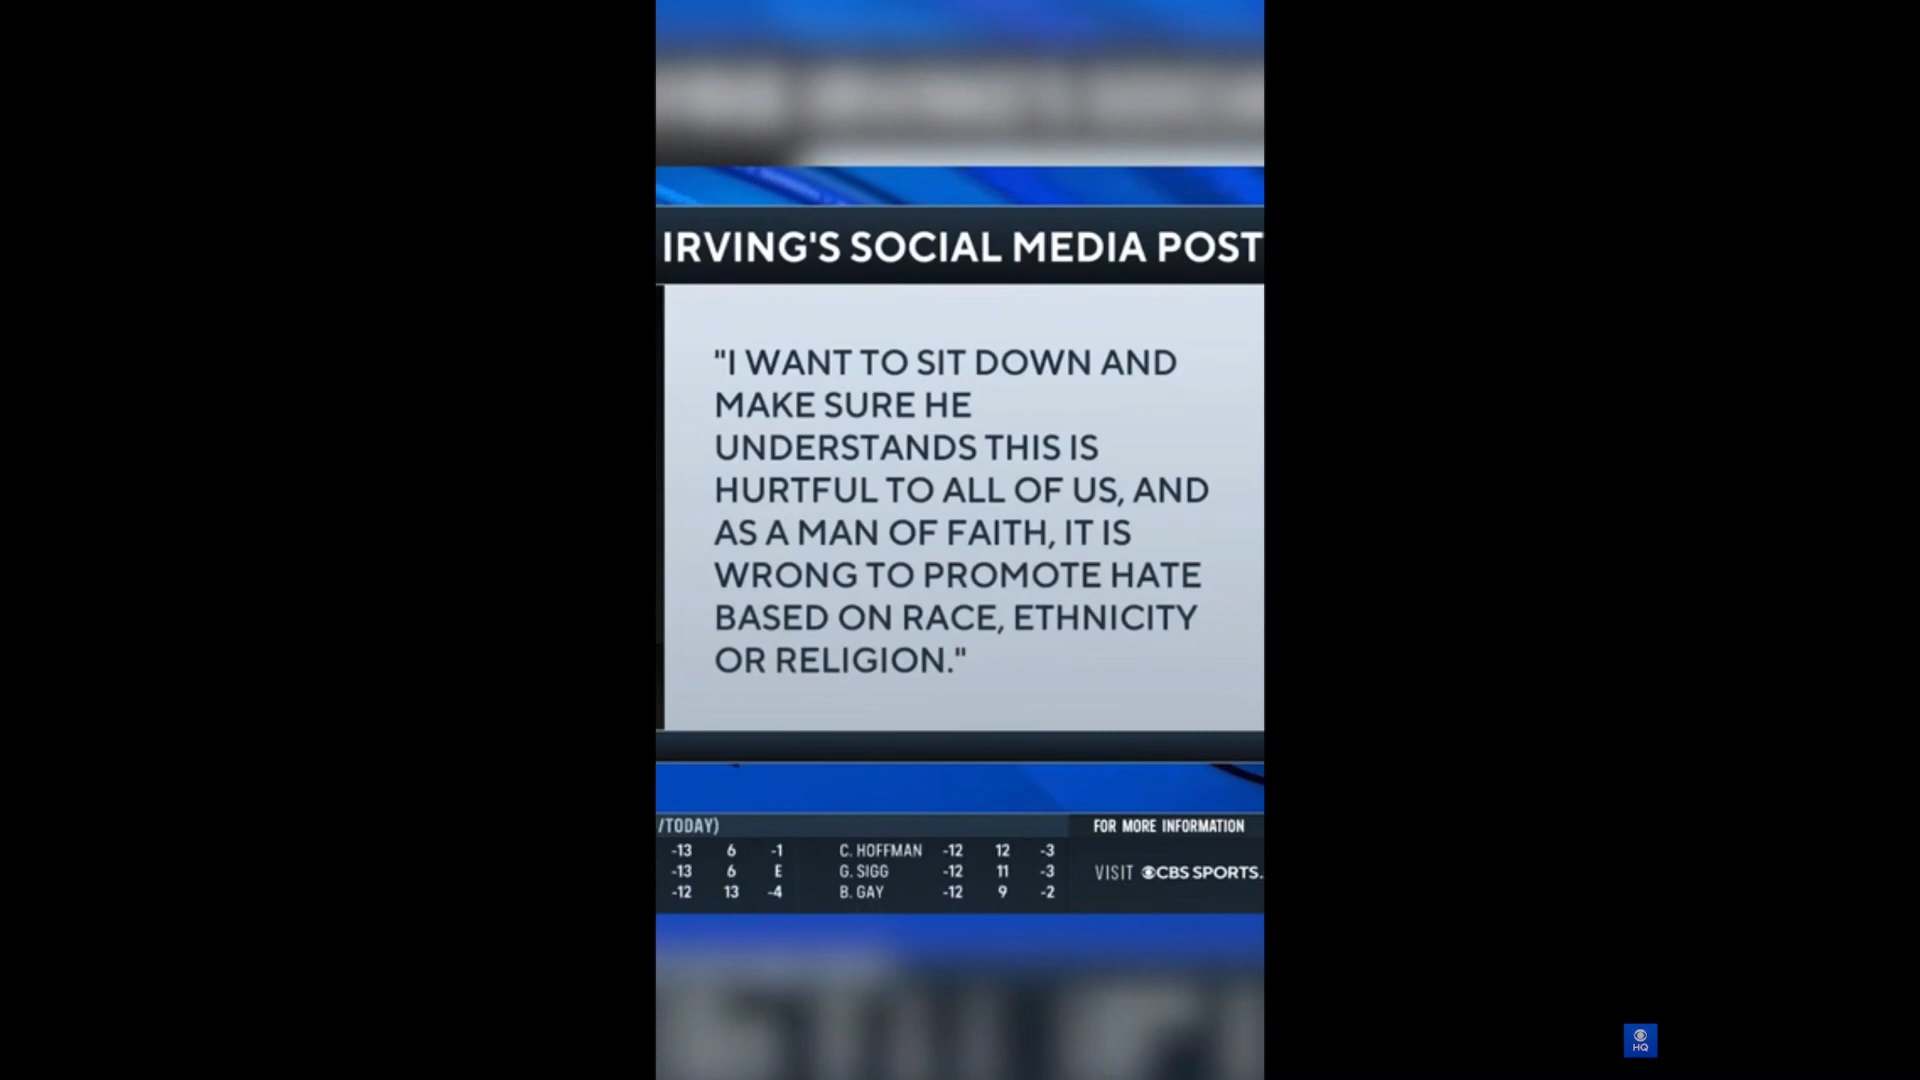 IRVING'S SOCIAL MEDIA POST
"I WANT TO SIT DOWN AND
MAKE SURE HE
UNDERSTANDS THIS IS
HURTFUL TO ALL OF US, AND
AS A MAN OF FAITH, IT IS
WRONG TO PROMOTE HATE
BASED ON RACE, ETHNICITY
OR RELIGION."
/TODAY)
-13 6 -1
-13 6 E
-12 13 -4
C. HOFFMAN -12 12 -3
G. SIGG -12 11 -3
B. GAY -12 9 -2
FOR MORE INFORMATION
VISIT CBS SPORTS.
HQ